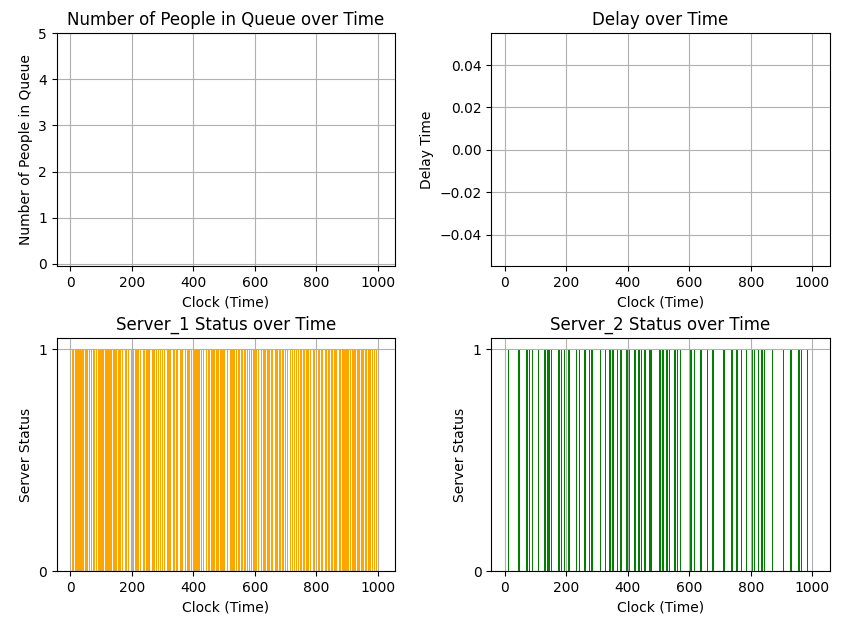 Number of People in Queue over Time
Number of People in Queue
5
4
3
2
1
0
0 200 400 600 800 1000
Clock (Time)
Delay over Time
Delay Time
0.04
0.02
0.00
−0.02
−0.04
0 200 400 600 800 1000
Clock (Time)
Server_1 Status over Time
Server Status
1
0
0 200 400 600 800 1000
Clock (Time)
Server_2 Status over Time
Server Status
1
0
0 200 400 600 800 1000
Clock (Time)